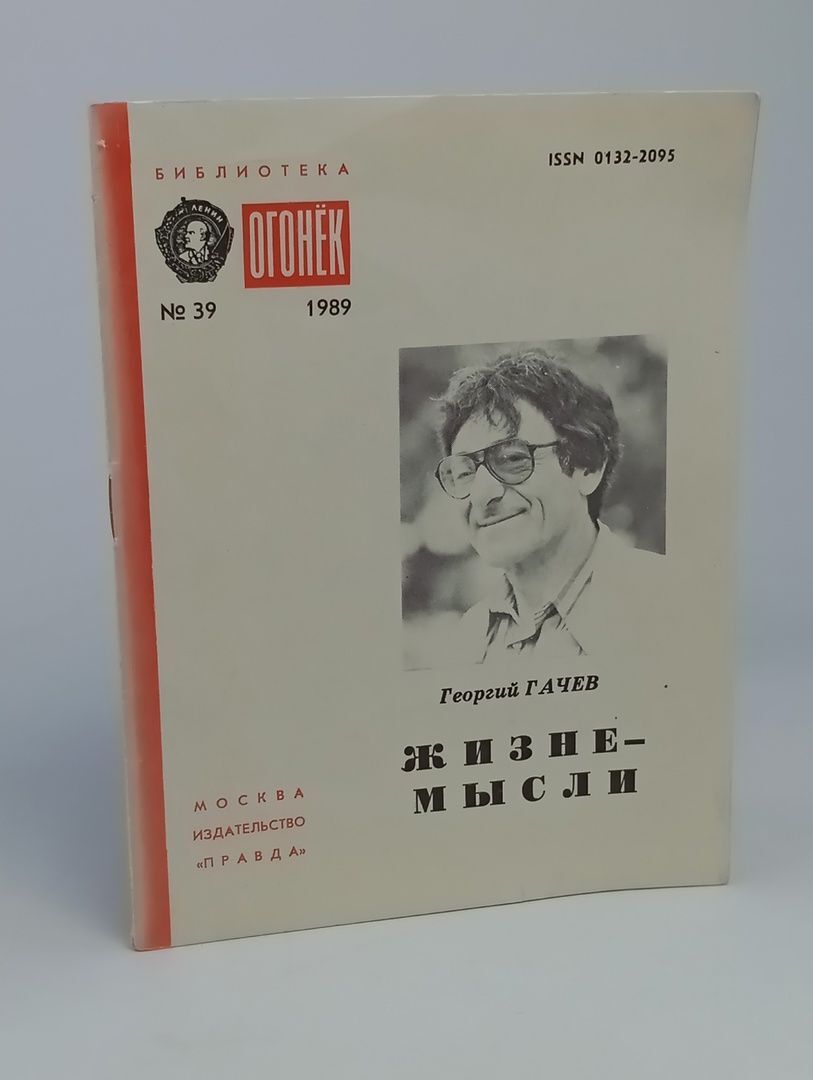 БИБЛИОТЕКА
ISSN 0132-2095
ЛЕНИН
ОГОНЁК
№ 39 1989
Георгий ГАЧЕВ
ЖИЗНЕ-
МЫСЛИ
МОСКВА
ИЗДАТЕЛЬСТВО
«ПРАВДА»